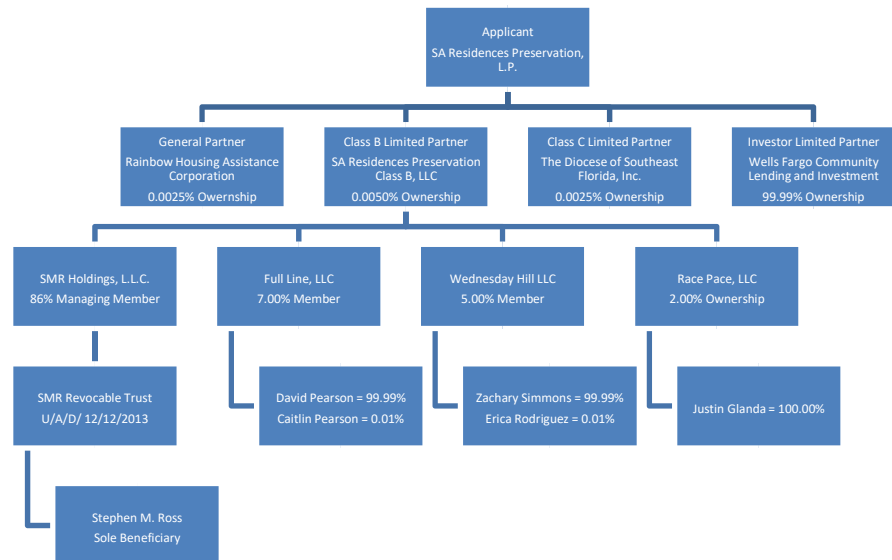 Applicant
SA Residences Preservation,
L.P.
General Partner
Rainbow Housing Assistance
Corporation
0.0025% Owernship
Class B Limited Partner
SA Residences Preservation
Class B, LLC
0.0050% Ownership
Class C Limited Partner
The Diocese of Southeast
Florida, Inc.
0.0025% Ownership
Investor Limited Partner
Wells Fargo Community
Lending and Investment
99.99% Ownership
SMR Holdings, L.L.C.
86% Managing Member
Full Line, LLC
7.00% Member
Wednesday Hill LLC
5.00% Member
Race Pace, LLC
2.00% Ownership
SMR Revocable Trust
U/A/D/ 12/12/2013
David Pearson = 99.99%
Caitlin Pearson = 0.01%
Zachary Simmons = 99.99%
Erica Rodriguez = 0.01%
Justin Glanda = 100.00%
Stephen M. Ross
Sole Beneficiary